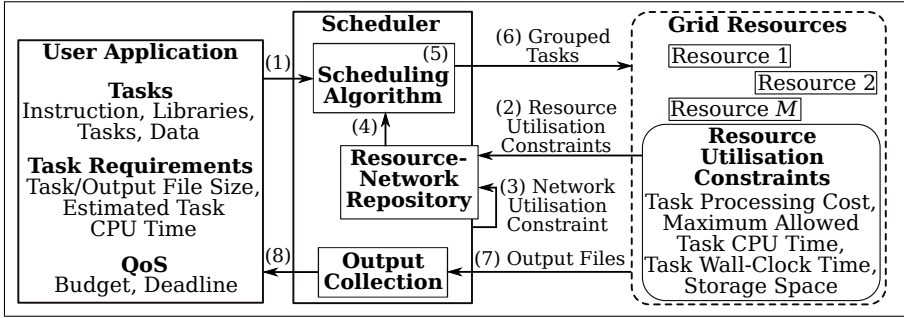 User Application
Tasks
Instruction, Libraries,
Tasks, Data
Task Requirements
Task/Output File Size,
Estimated Task
CPU Time
QoS
Budget, Deadline
(1)
(8)
Scheduler
(5)
Scheduling
Algorithm
(4)
Resource-
Network
Repository
Output
Collection
(6) Grouped
Tasks
(2) Resource
Utilisation
Constraints
(3) Network
Utilisation
Constraint
(7) Output Files
Grid Resources
Resource 1
Resource 2
Resource M
Resource
Utilisation
Constraints
Task Processing Cost,
Maximum Allowed
Task CPU Time,
Task Wall-Clock Time,
Storage Space